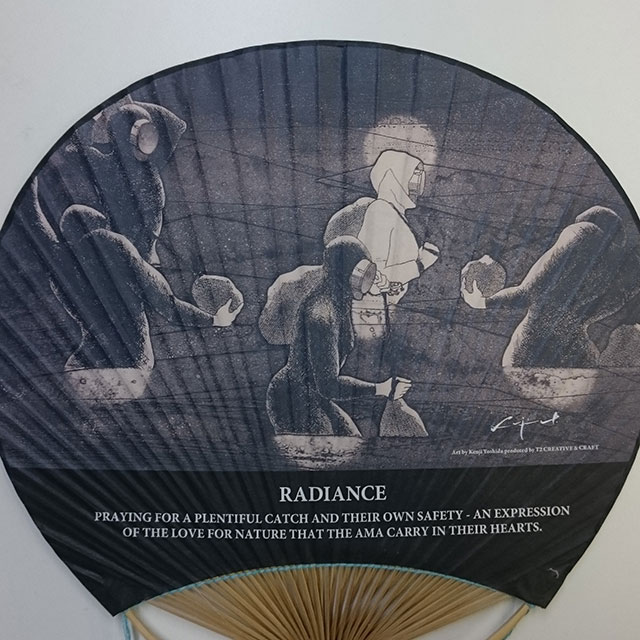 Art by Kenji Yoshida produced by T2 CREATIVE & CRAFT
RADIANCE
PRAYING FOR A PLENTIFUL CATCH AND THEIR OWN SAFETY - AN EXPRESSION
OF THE LOVE FOR NATURE THAT THE AMA CARRY IN THEIR HEARTS.